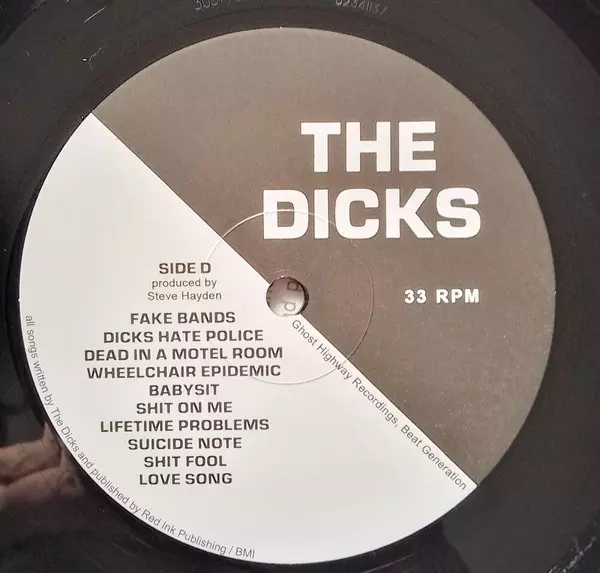 THE
DICKS
33 RPM
SIDE D
produced by
Steve Hayden
FAKE BANDS
DICKS HATE POLICE
DEAD IN A MOTEL ROOM
WHEELCHAIR EPIDEMIC
BABYSIT
SHIT ON ME
LIFETIME PROBLEMS
SUICIDE NOTE
SHIT FOOL
LOVE SONG
Ghost Highway Recordings, Beat Generation
all songs written by The Dicks and published by Red Ink Publishing / BMI